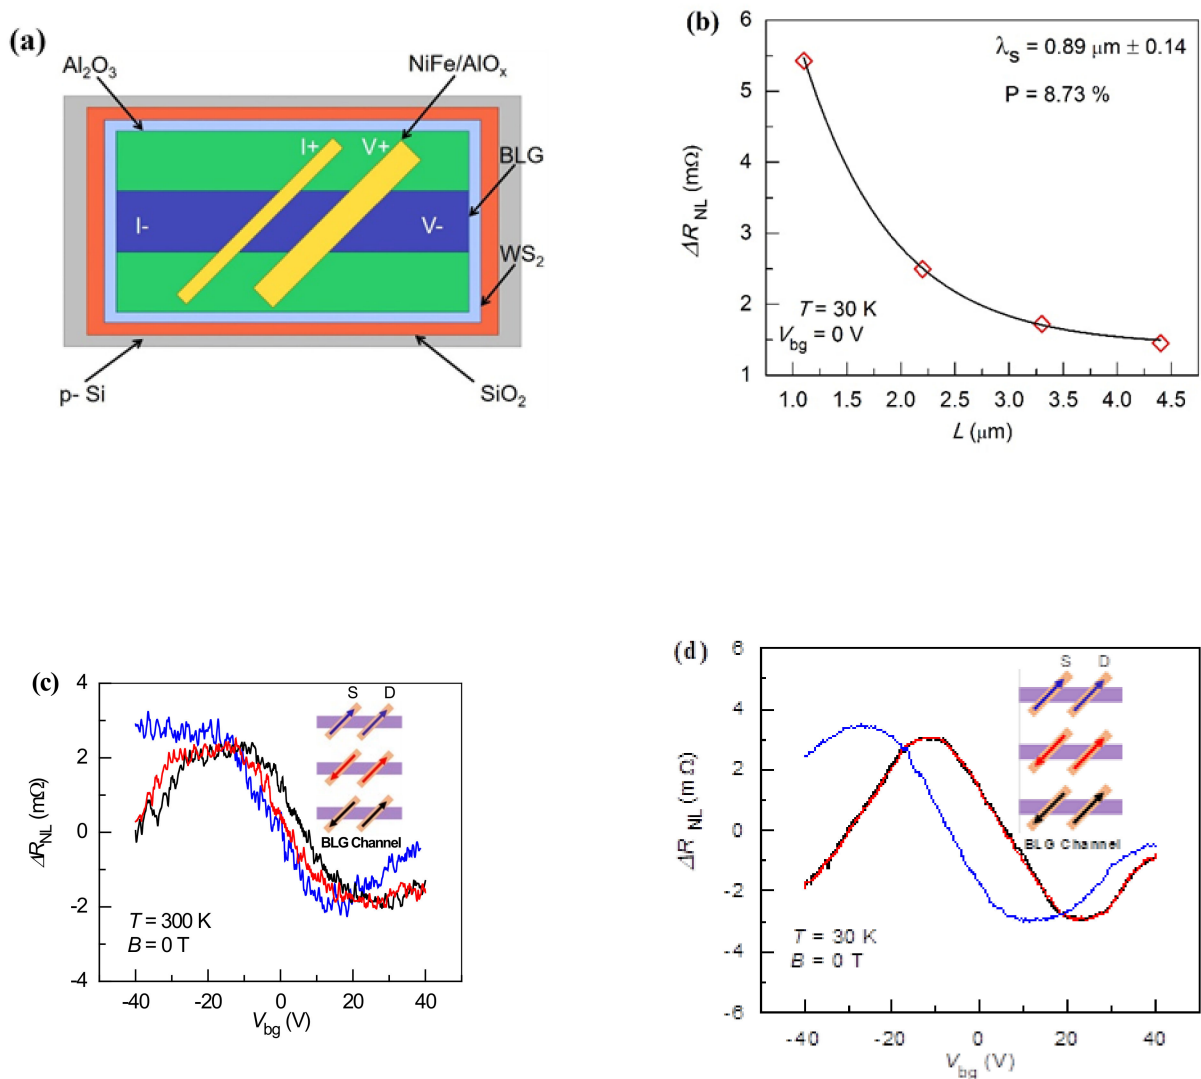 (a)
Al2O3
NiFe/AlOx
I+
V+
BLG
I-
V-
WS2
p- Si
SiO2
(b)
6
5
4
3
2
1
ΔR NL (mΩ)
λS = 0.89 μm ± 0.14
P = 8.73 %
T = 30 K
Vbg = 0 V
1.0 1.5 2.0 2.5 3.0 3.5 4.0 4.5
L (μm)
(c)
4
2
0
-2
-4
ΔRNL (mΩ)
S D
BLG Channel
T = 300 K
B = 0 T
-40 -20 0 20 40
Vbg (V)
(d)
6
4
2
0
-2
-4
-6
ΔR NL (m Ω)
S D
BLG Channel
T = 30 K
B = 0 T
-40 -20 0 20 40
Vbg (V)